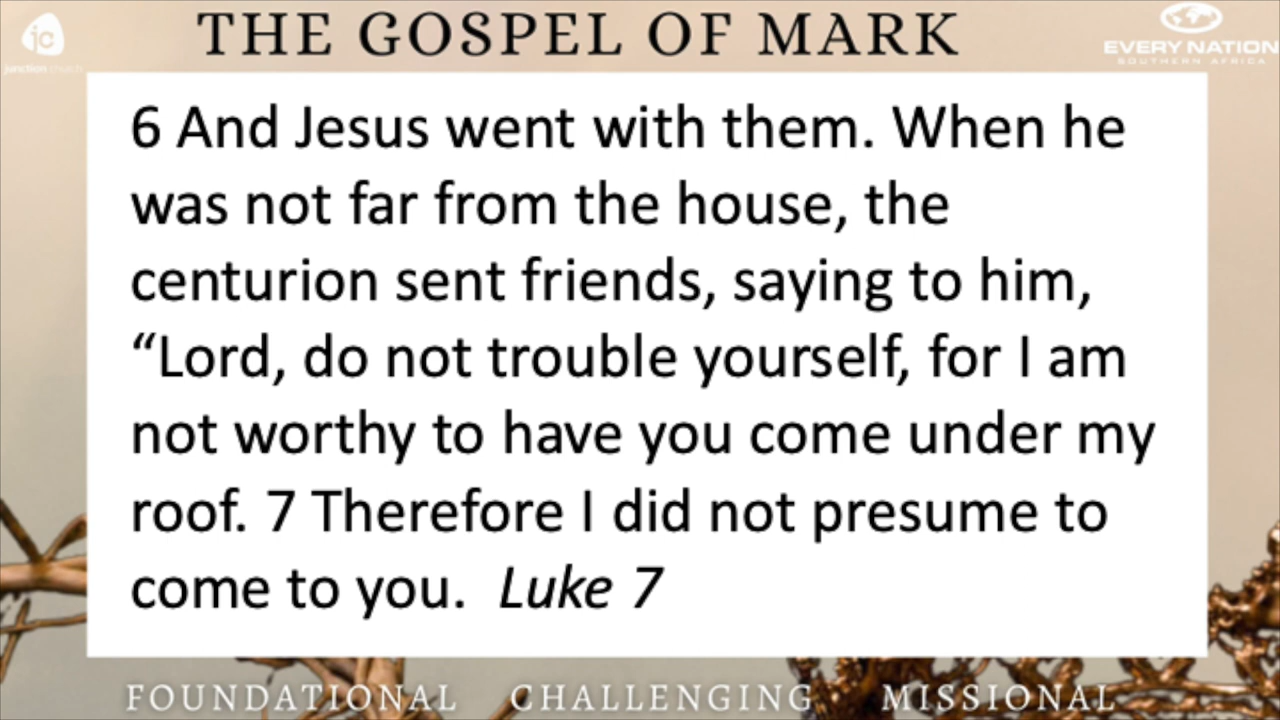 THE GOSPEL OF MARK
jc
junction church
EVERY NATION
SOUTHERN AFRICA
6 And Jesus went with them. When he
was not far from the house, the
centurion sent friends, saying to him,
“Lord, do not trouble yourself, for I am
not worthy to have you come under my
roof. 7 Therefore I did not presume to
come to you. Luke 7
FOUNDATIONAL CHALLENGING MISSIONAL